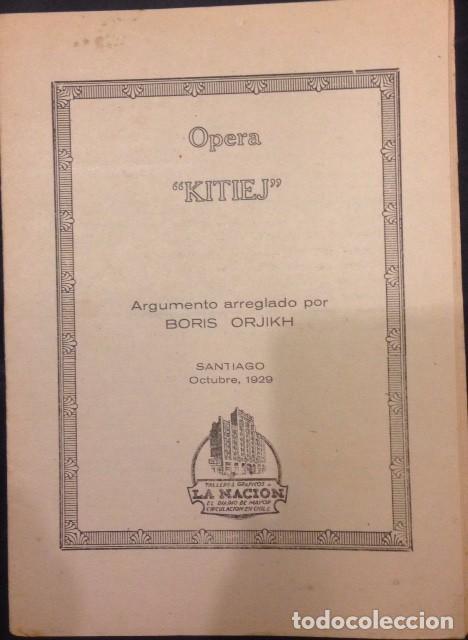 Opera
"KITIEJ"
Argumento arreglado por
BORIS ORJIKH
SANTIAGO
Octubre, 1929
TALLERES GRAFICOS
LA NACION
EL DIARIO DE MAYOR
CIRCULACION EN CHILE
todocoleccion